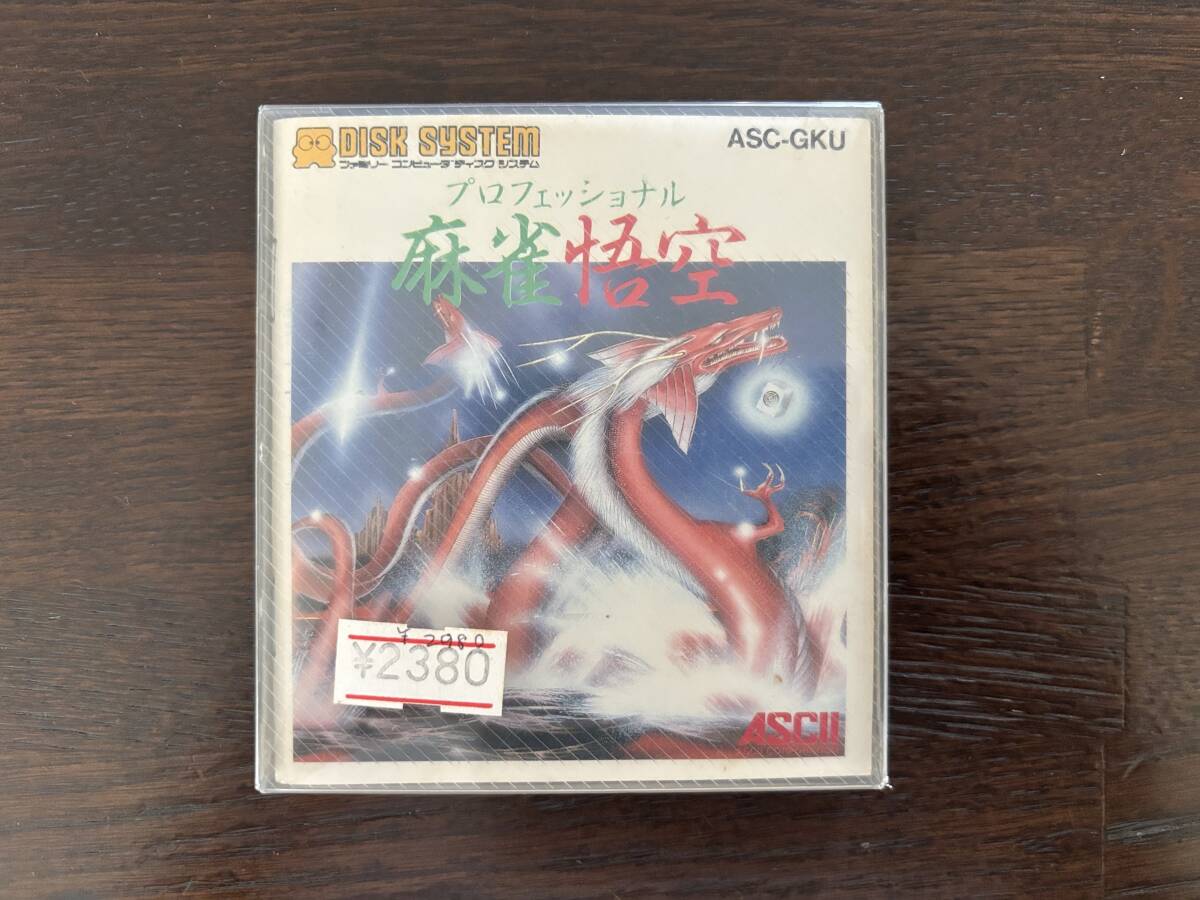 DISK SYSTEM
ファミリー コンピュータ ディスク システム
ASC-GKU
プロフェッショナル
麻雀悟空
¥2980
¥2380
ASCII